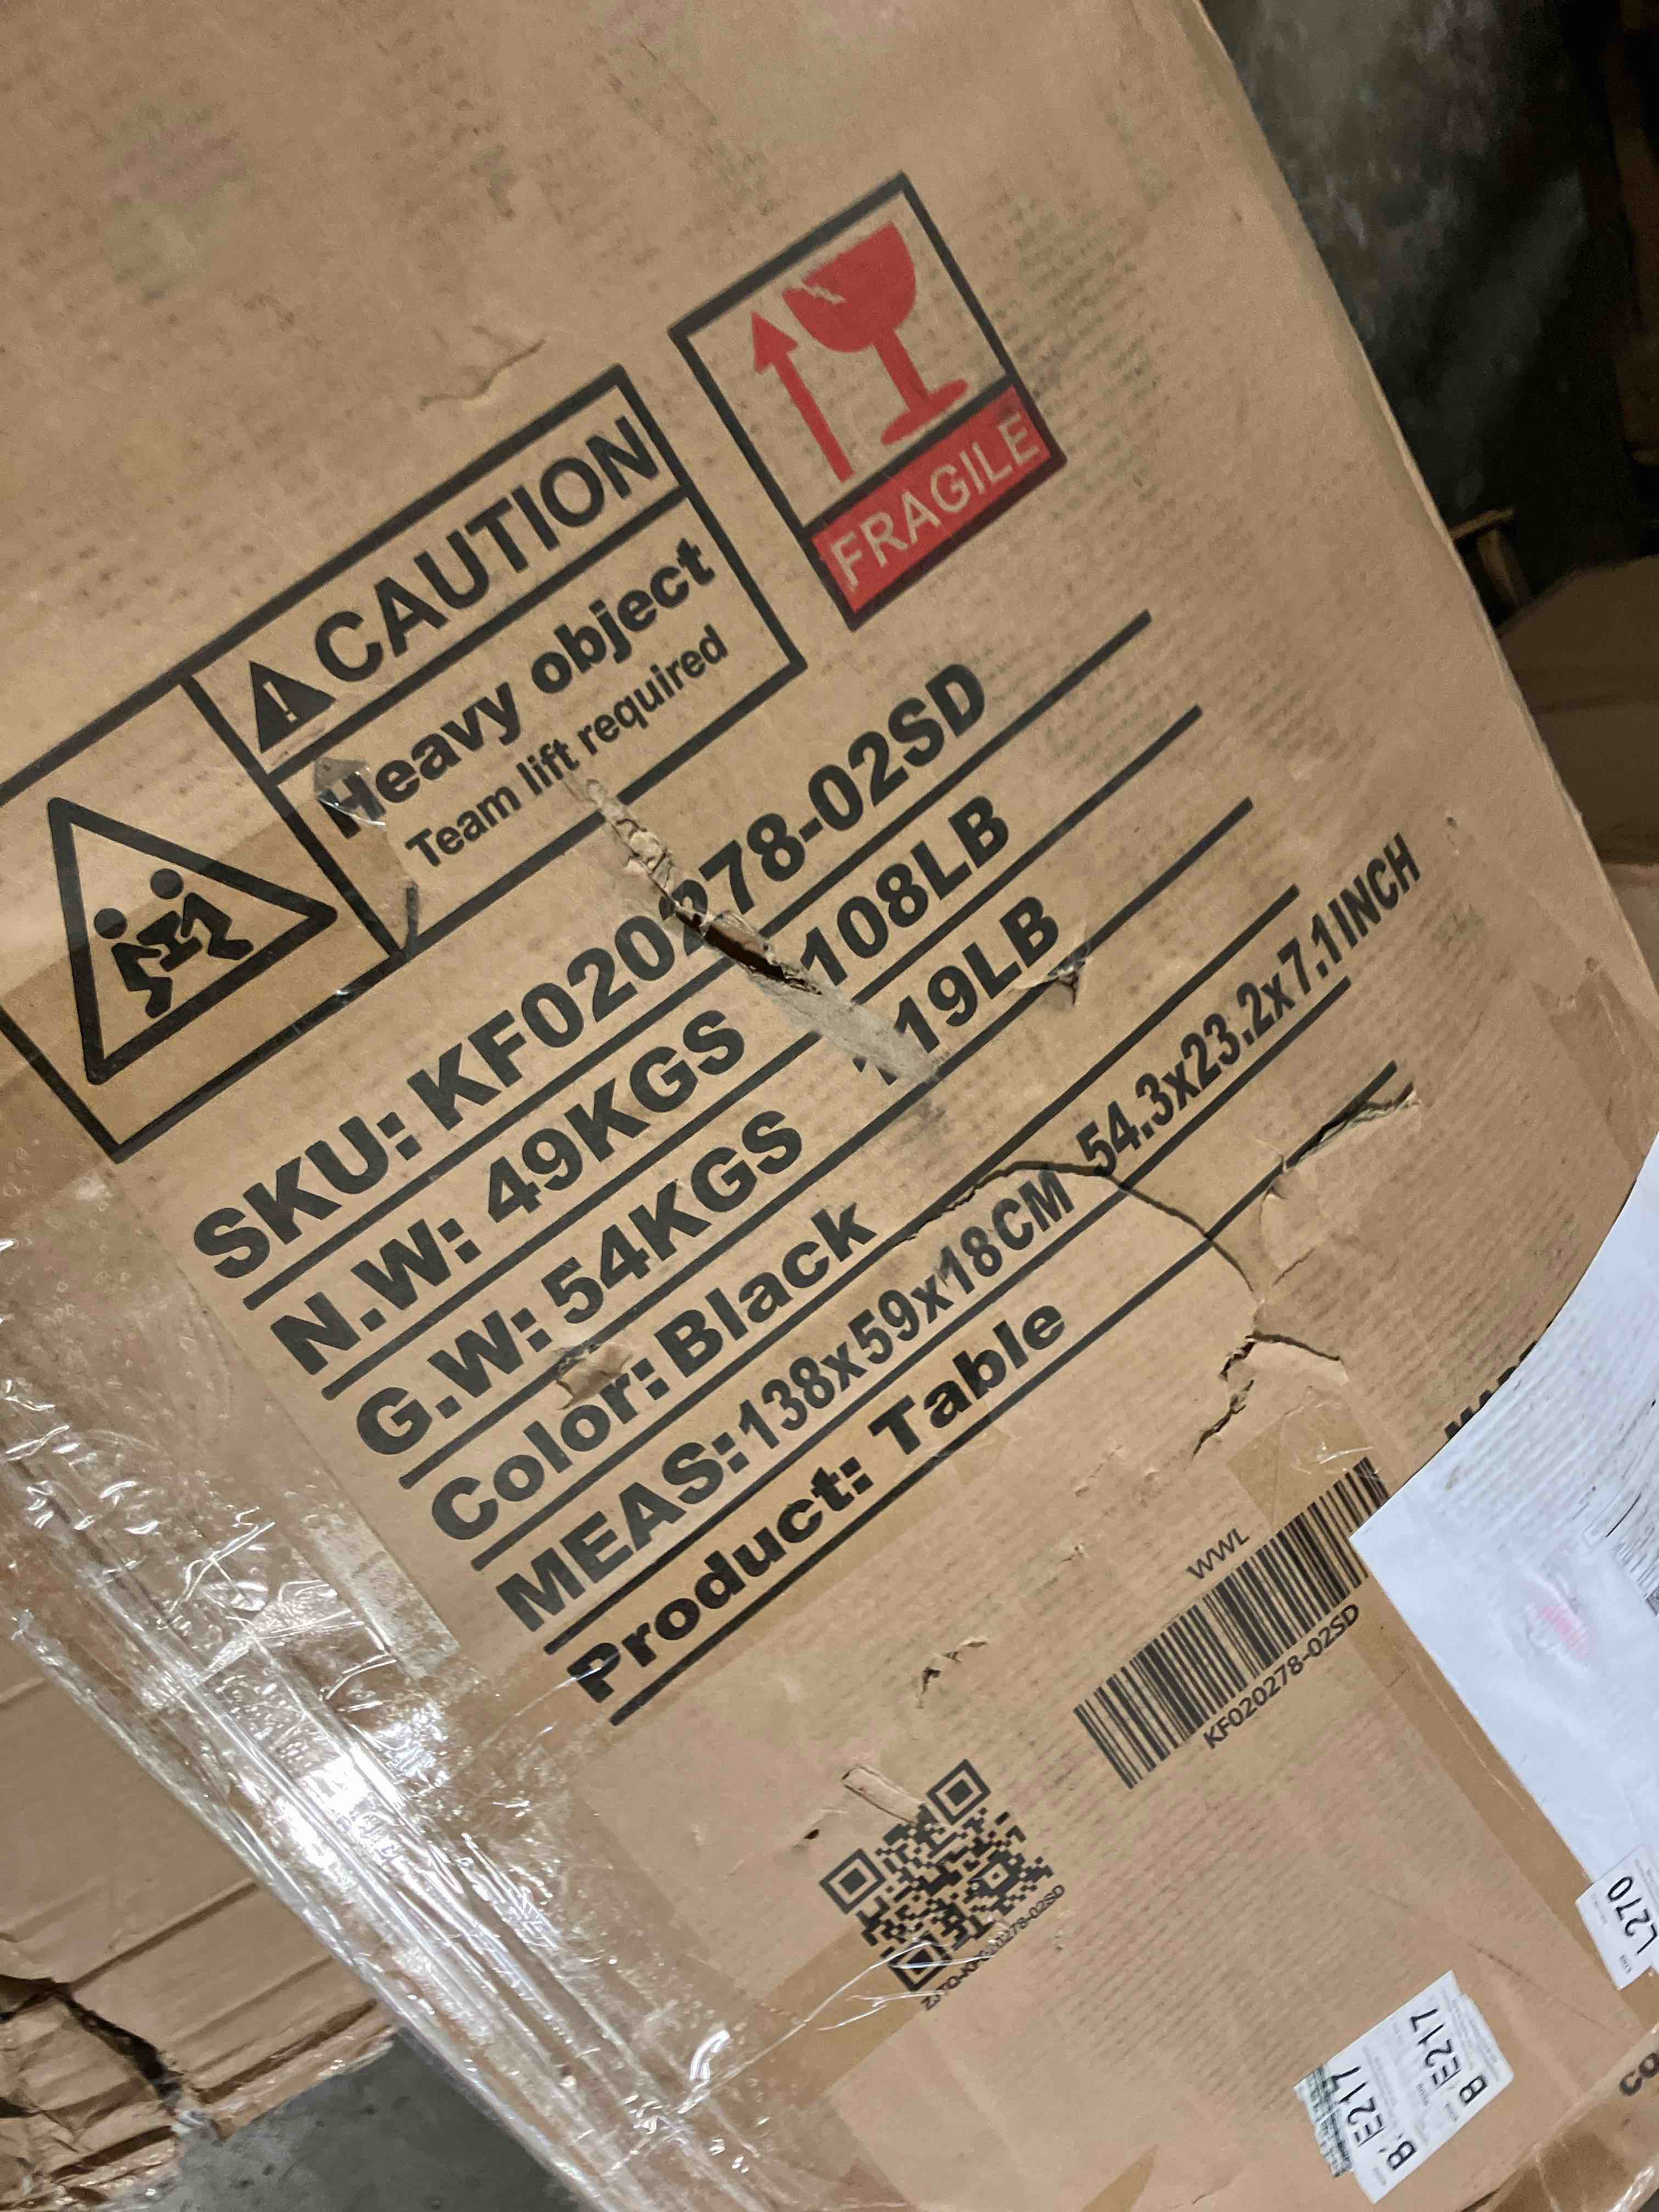 CAUTION
Heavy object
Team lift required
FRAGILE
SKU: KF020278-02SD
N.W: 49KGS 108LB
G.W: 54KGS 119LB
Color: Black
MEAS: 138x59x18CM 54.3x23.2x7.1INCH
Product: Table
WWL
KF020278-02SD
L270
E217
E217